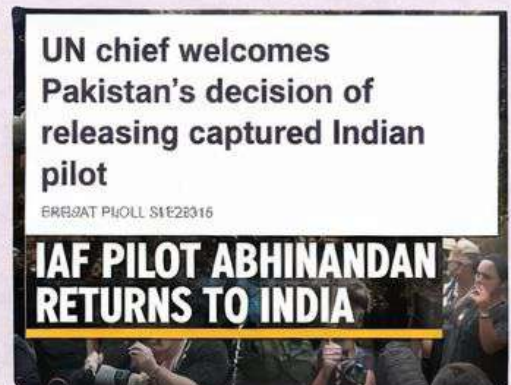 UN chief welcomes
Pakistan's decision of
releasing captured Indian
pilot
IAF PILOT ABHINANDAN
RETURNS TO INDIA